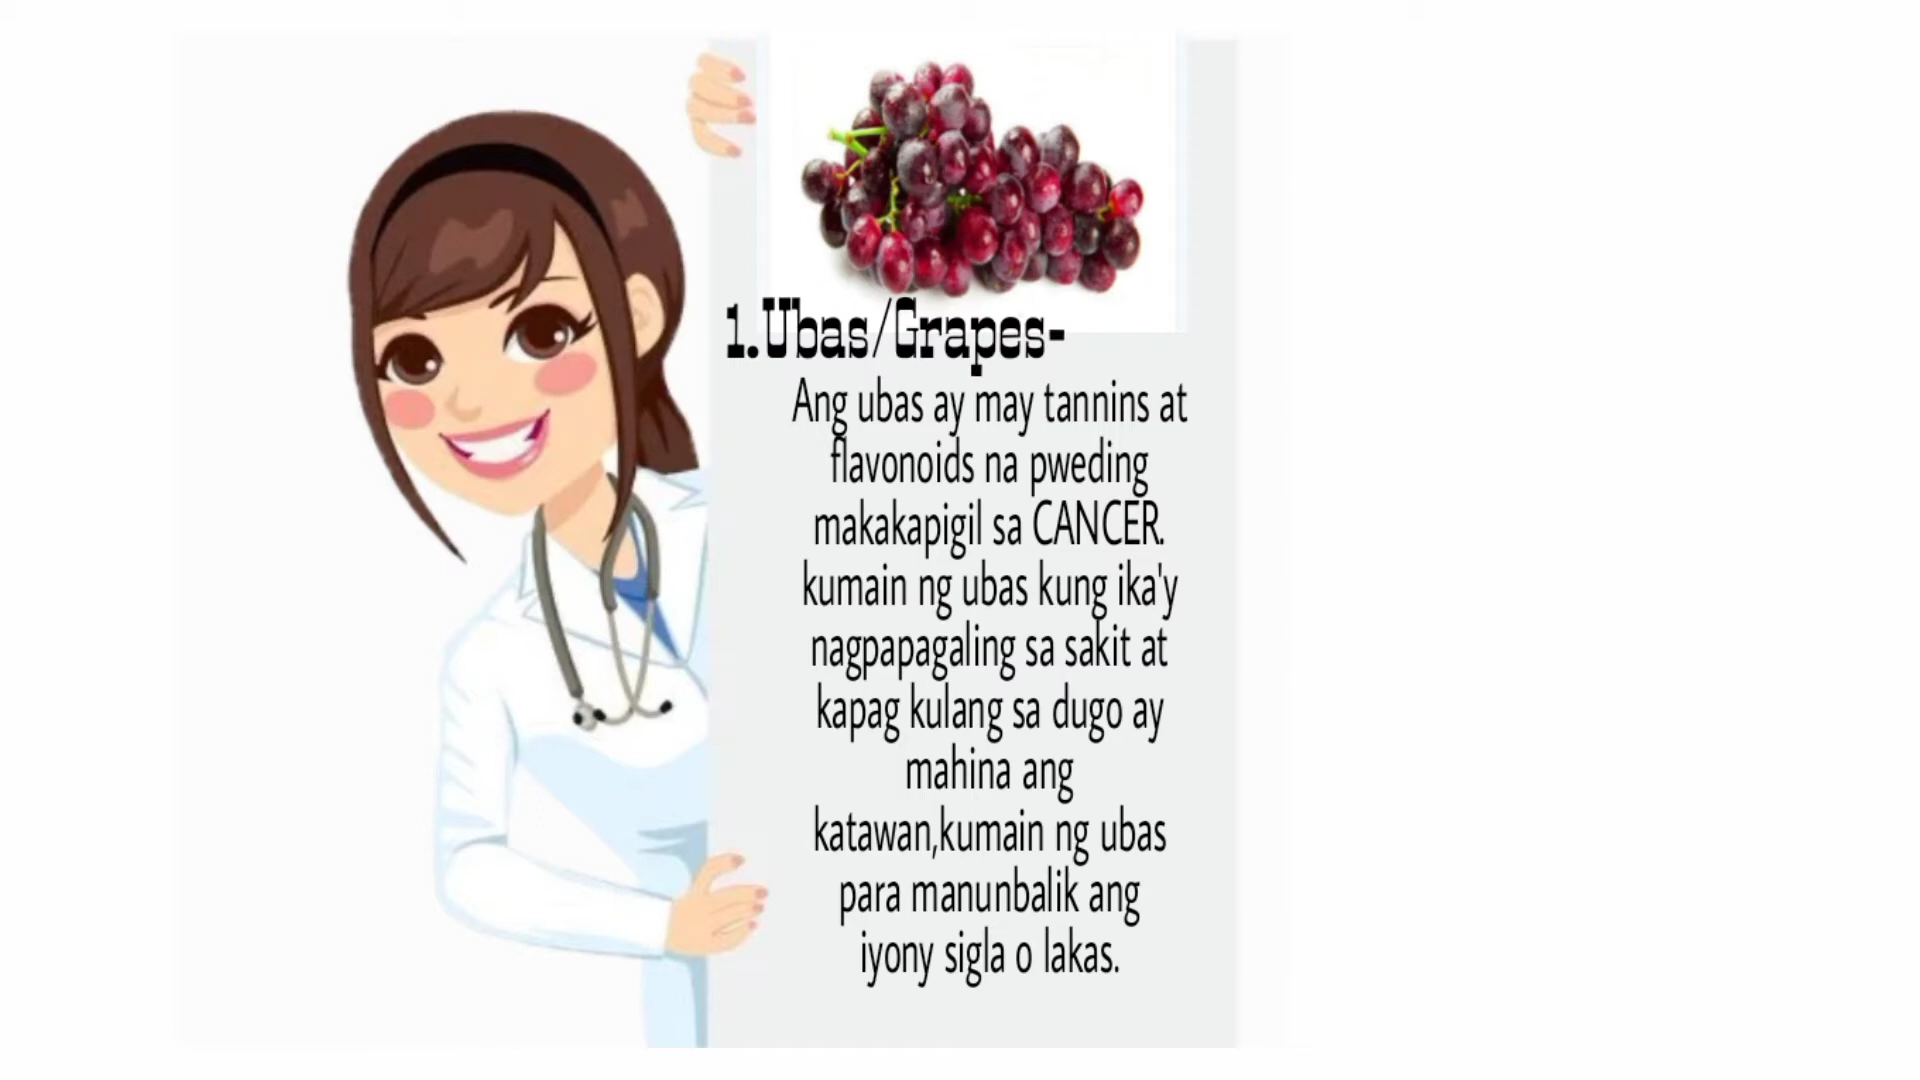 1.Ubas/Grapes-
Ang ubas ay may tannins at
flavonoids na pweding
makakapigil sa CANCER.
kumain ng ubas kung ika'y
nagpapagaling sa sakit at
kapag kulang sa dugo ay
mahina ang
katawan,kumain ng ubas
para manunbalik ang
iyony sigla o lakas.